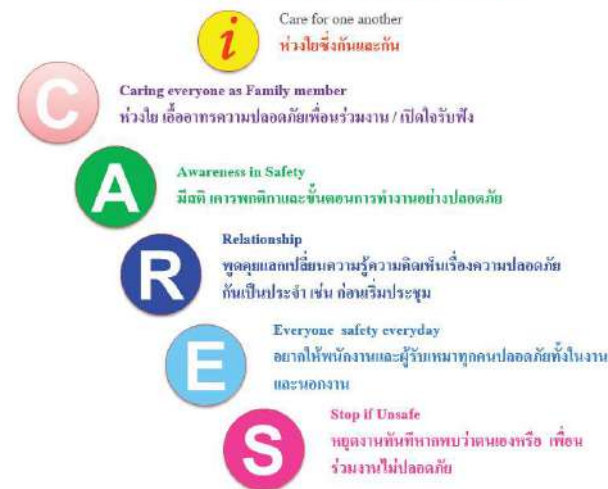 i
Care for one another
ห่วงใยซึ่งกันและกัน
C
Caring everyone as Family member
ห่วงใย เอื้ออาทรความปลอดภัยเพื่อนร่วมงาน / เปิดใจรับฟัง
A
Awareness in Safety
มีสติ เคารพกติกาและขั้นตอนการทำงานอย่างปลอดภัย
R
Relationship
พูดคุยแลกเปลี่ยนความรู้ความคิดเห็นเรื่องความปลอดภัย
กันเป็นประจำ เช่น ก่อนเริ่มประชุม
E
Everyone safety everyday
อยากให้พนักงานและผู้รับเหมาทุกคนปลอดภัยทั้งในงาน
และนอกงาน
S
Stop if Unsafe
หยุดงานทันทีหากพบว่าตนเองหรือ เพื่อน
ร่วมงานไม่ปลอดภัย